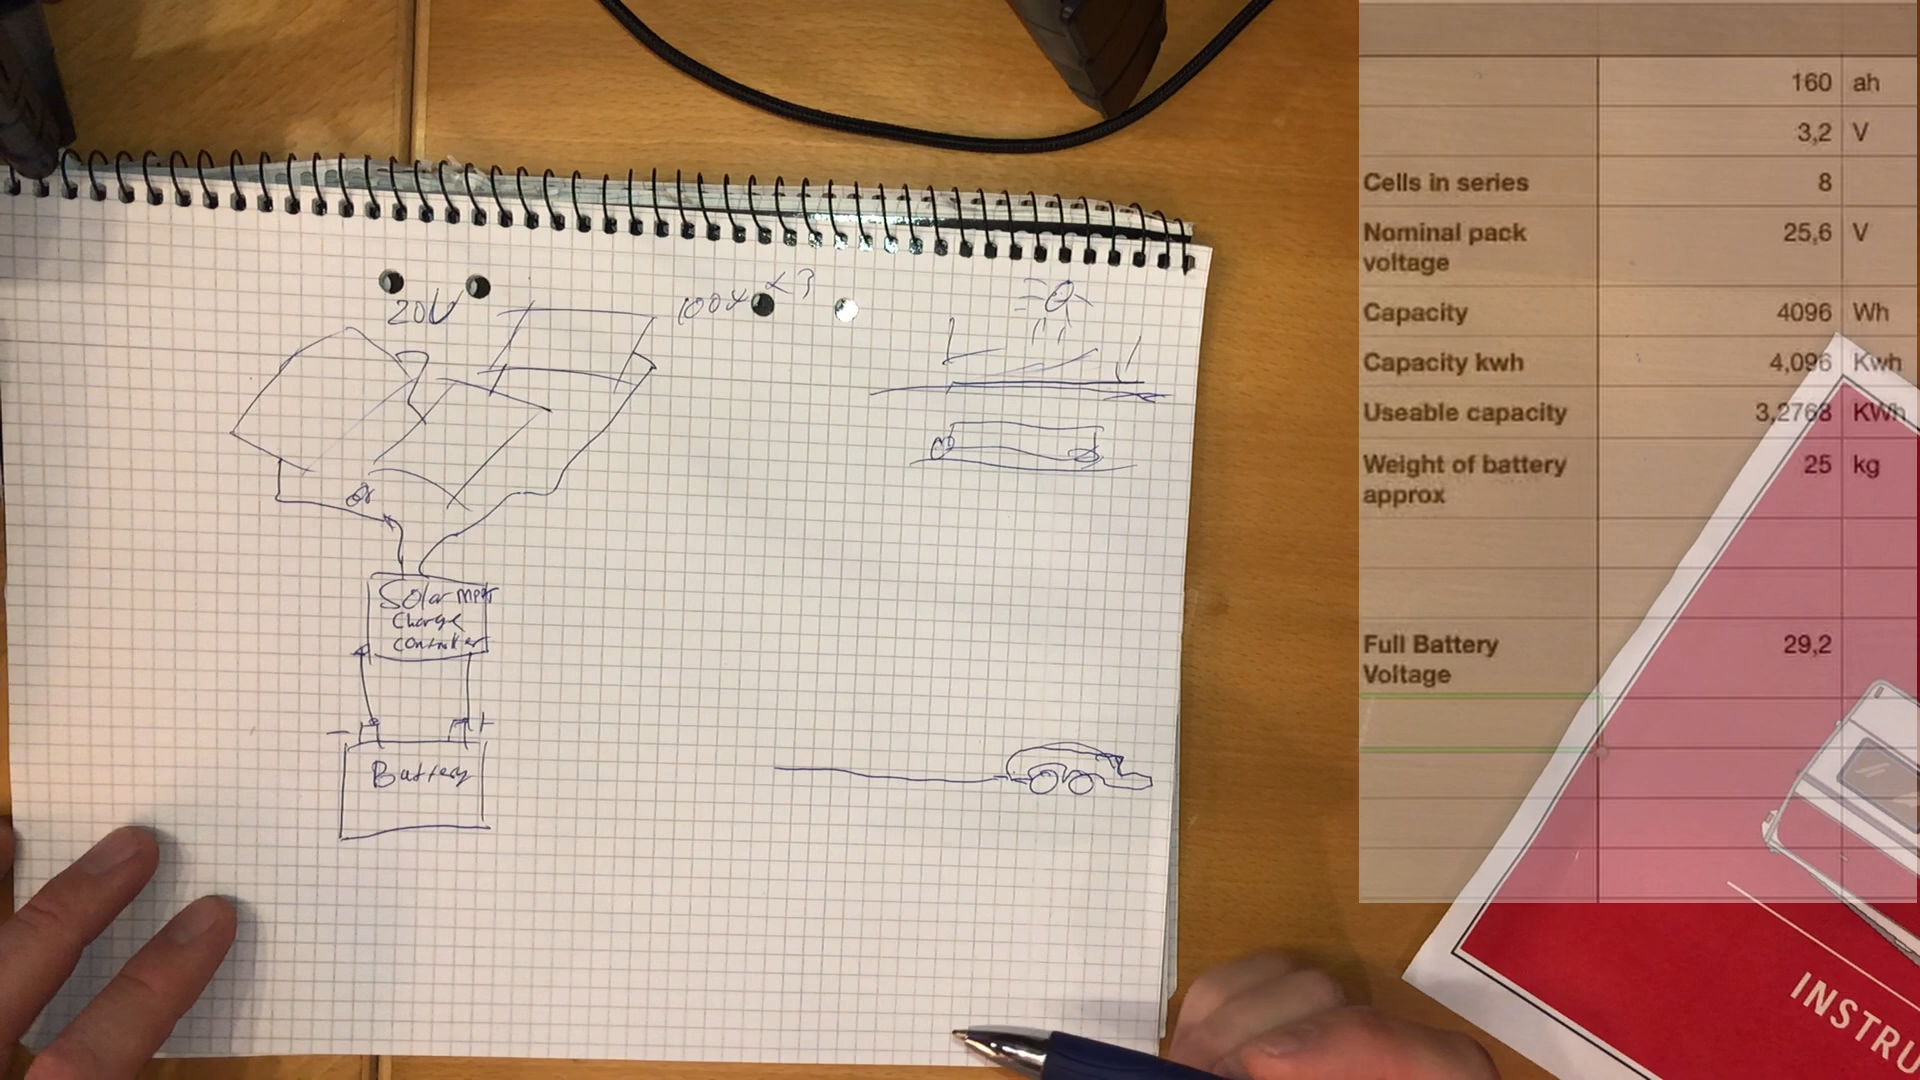 20V
100w x 3
or
Solar MPPT
Charge
Controller
- +
Battery
160 ah
3,2 V
Cells in series 8
Nominal pack voltage 25,6 V
Capacity 4096 Wh
Capacity kwh 4,096 Kwh
Useable capacity 3,2768 KWh
Weight of battery approx 25 kg
Full Battery Voltage 29,2
INSTRU